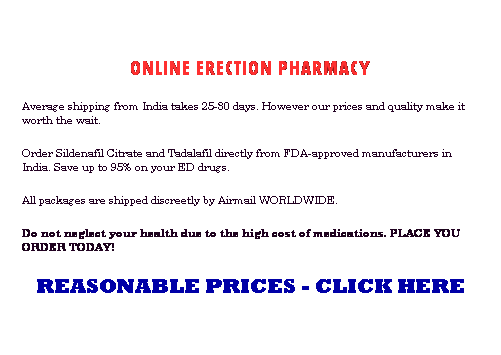 ONLINE ERECTION PHARMACY
Average shipping from India takes 25-30 days. However our prices and quality make it
worth the wait.
Order Sildenafil Citrate and Tadalafil directly from FDA-approved manufacturers in
India. Save up to 95% on your ED drugs.
All packages are shipped discreetly by Airmail WORLDWIDE.
Do not neglect your health due to the high cost of medications. PLACE YOU
ORDER TODAY!
REASONABLE PRICES - CLICK HERE